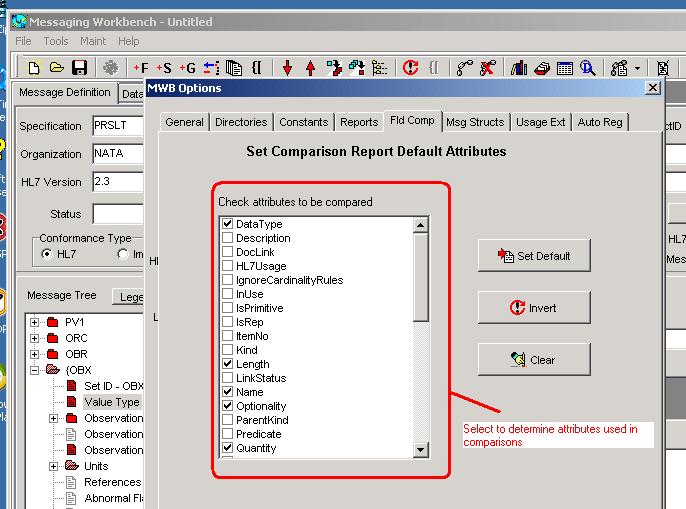 Messaging Workbench - Untitled
File Tools Maint Help
+F +S +G
Message Definition Data
MWB Options
Specification PRSLT
Organization NATA
HL7 Version 2.3
Status
Conformance Type
HL7 Im
Message Tree Lege
PV1
ORC
OBR
{OBX
Set ID - OBX
Value Type
Observation
Observation
Observation
Units
References
Abnormal Fl
General Directories Constants Reports Fld Comp Msg Structs Usage Ext Auto Reg
Set Comparison Report Default Attributes
Check attributes to be compared
DataType
Description
DocLink
HL7Usage
IgnoreCardinalityRules
InUse
IsPrimitive
IsRep
ItemNo
Kind
Length
LinkStatus
Name
Optionality
ParentKind
Predicate
Quantity
Set Default
Invert
Clear
Select to determine attributes used in
comparisons
ctID
HL7
Mes